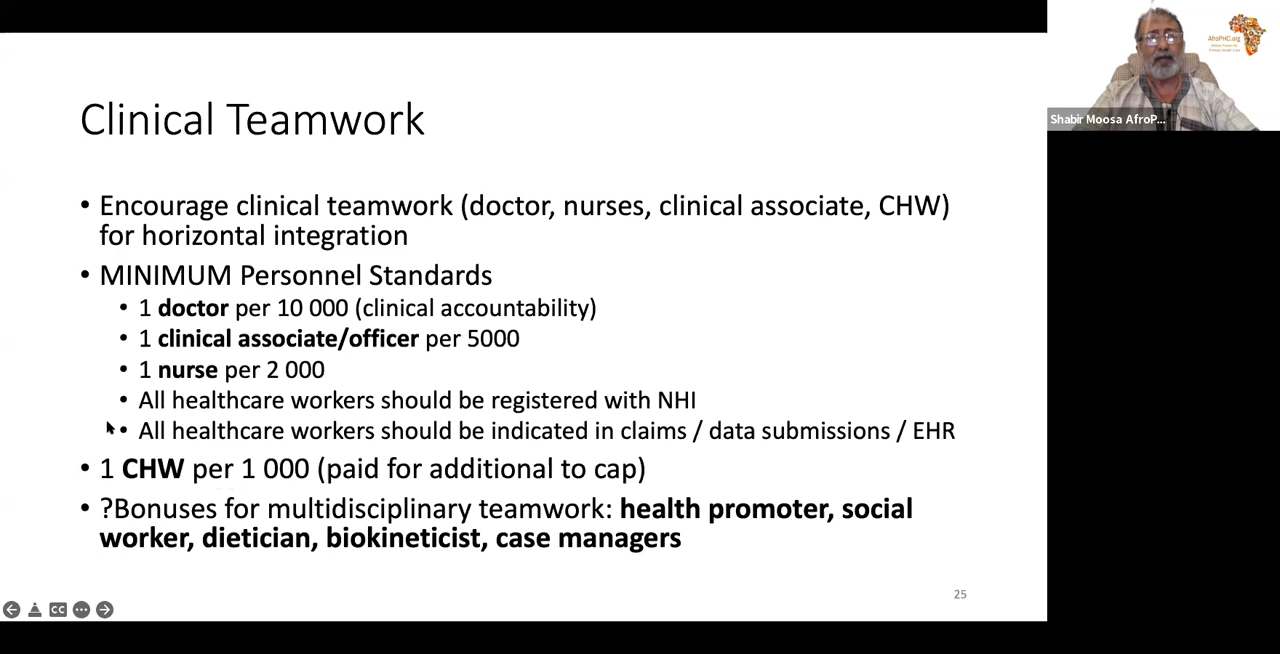 Clinical Teamwork
• Encourage clinical teamwork (doctor, nurses, clinical associate, CHW)
for horizontal integration
• MINIMUM Personnel Standards
• 1 doctor per 10 000 (clinical accountability)
• 1 clinical associate/officer per 5000
• 1 nurse per 2 000
• All healthcare workers should be registered with NHI
• All healthcare workers should be indicated in claims / data submissions / EHR
• 1 CHW per 1 000 (paid for additional to cap)
• ?Bonuses for multidisciplinary teamwork: health promoter, social
worker, dietician, biokineticist, case managers
25
CC
AfroPHC.org
Shabir Moosa AfroP...